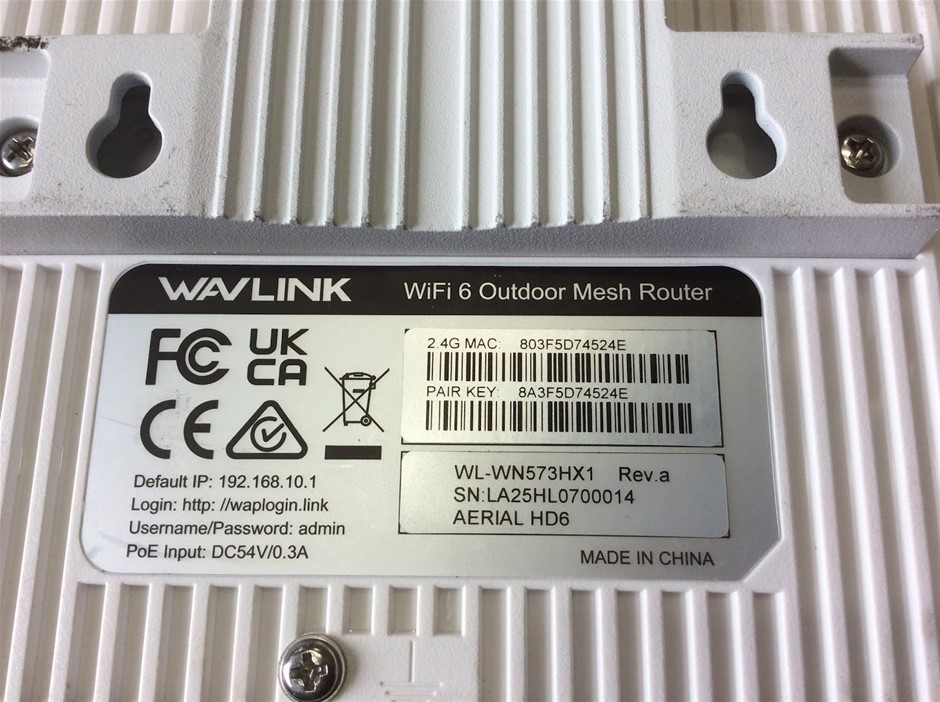 WAVLINK WiFi 6 Outdoor Mesh Router
FC
UK
CA
CE
2.4G MAC: 803F5D74524E
PAIR KEY: 8A3F5D74524E
WL-WN573HX1 Rev.a
SN:LA25HL0700014
AERIAL HD6
Default IP: 192.168.10.1
Login: http: //waplogin.link
Username/Password: admin
PoE Input: DC54V/0.3A
MADE IN CHINA